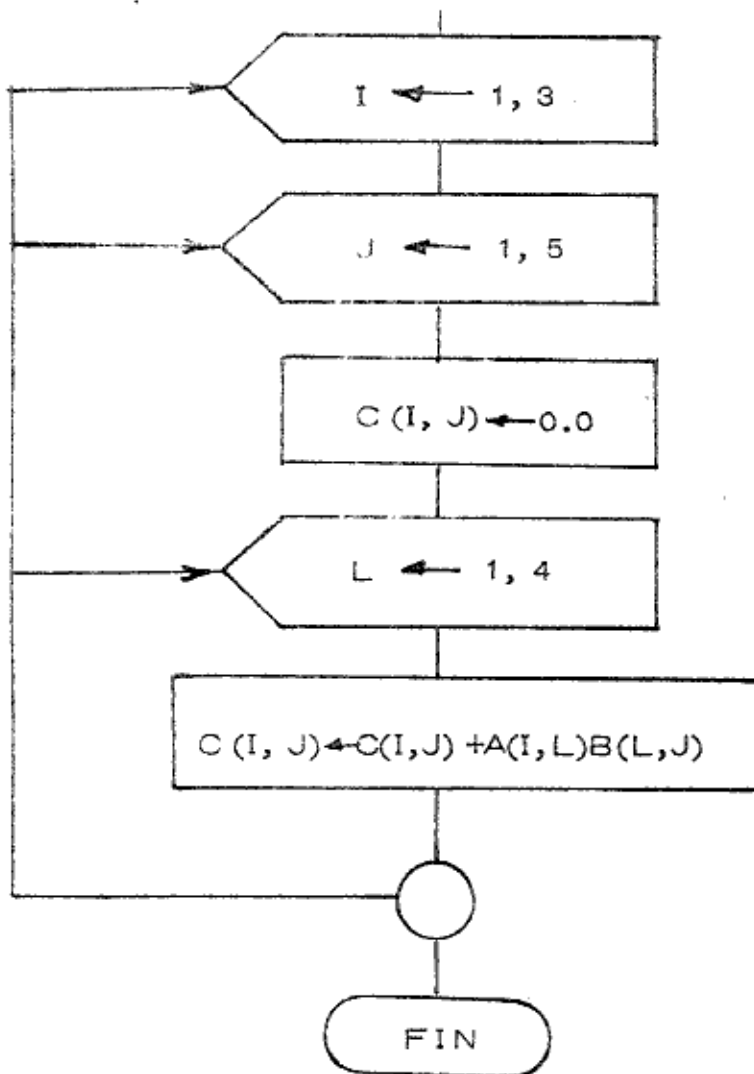 I ← 1, 3
J ← 1, 5
C (I, J) ← 0.0
L ← 1, 4
C (I, J) ← C(I,J) +A(I,L)B(L,J)
FIN